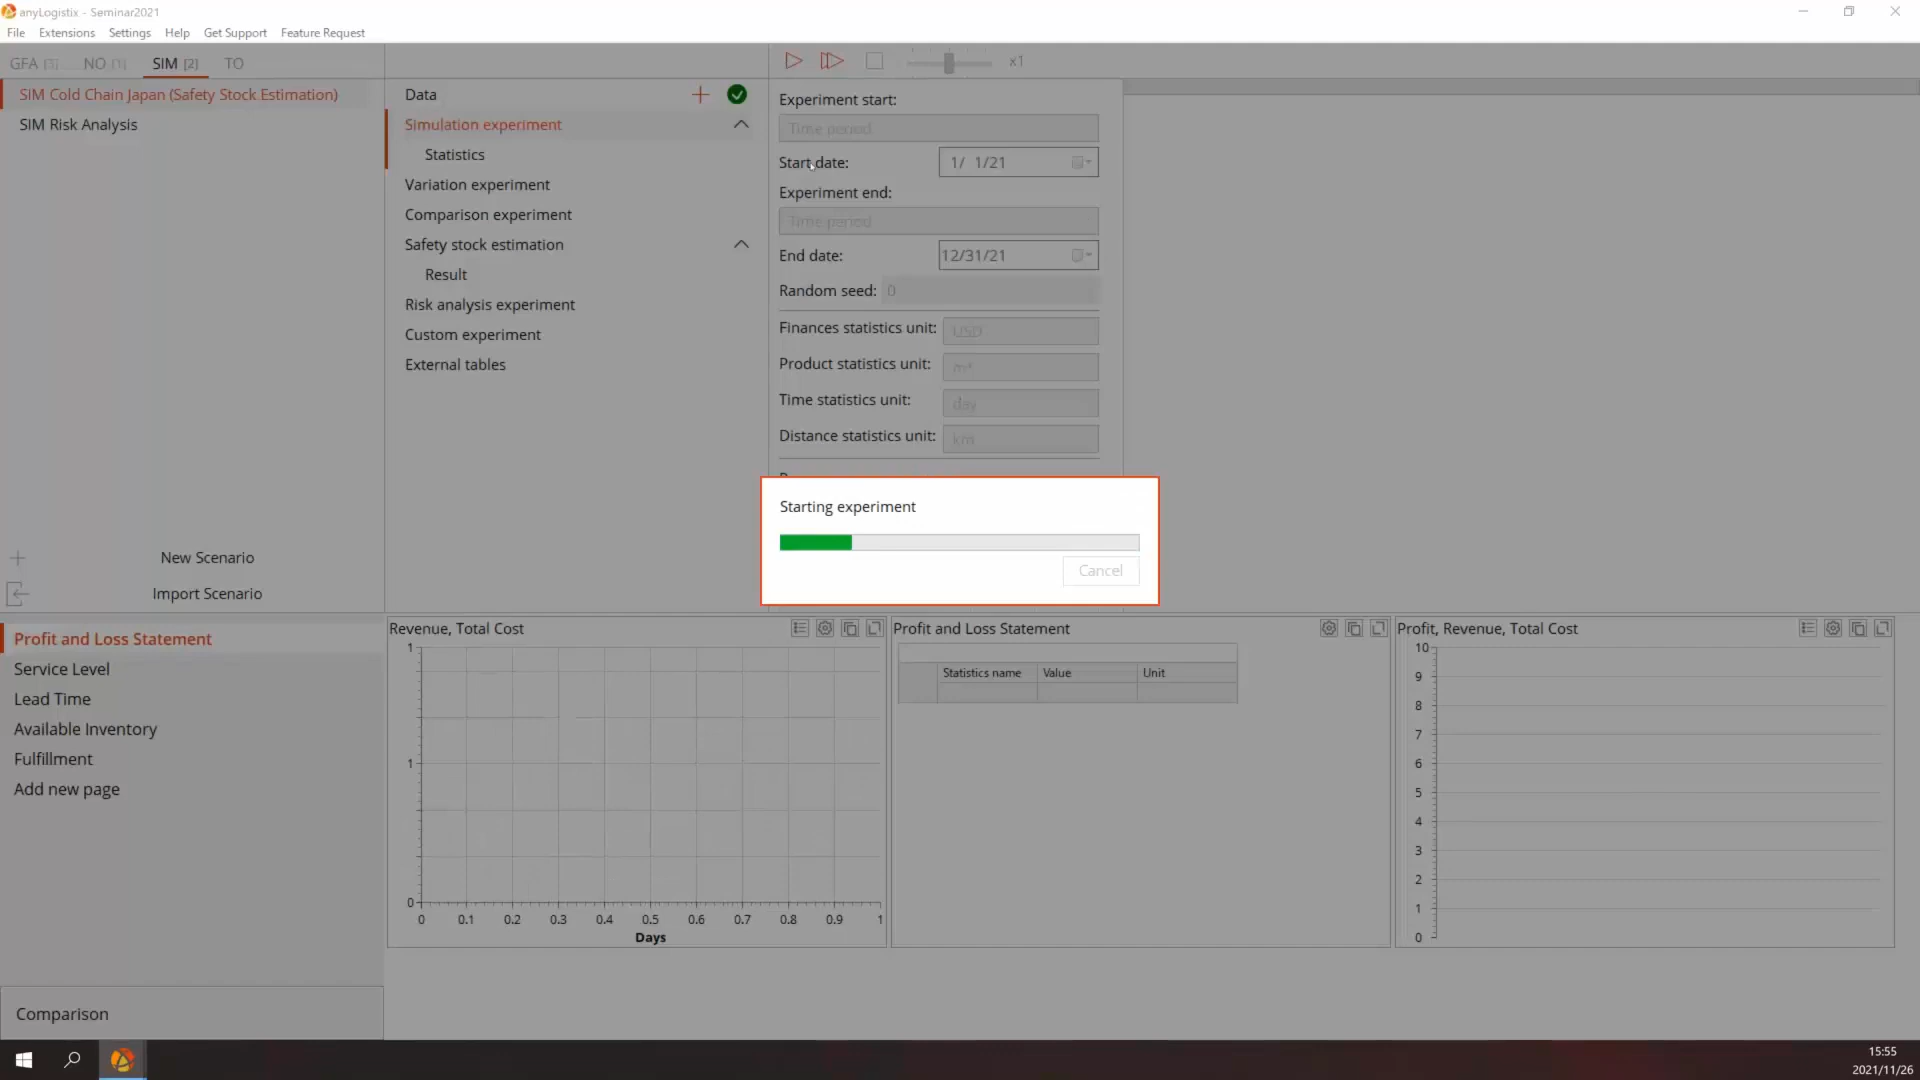 anyLogistix - Seminar2021
File Extensions Settings Help Get Support Feature Request
GFA [3] NO [1] SIM [2] TO
x1
SIM Cold Chain Japan (Safety Stock Estimation)
SIM Risk Analysis
New Scenario
Import Scenario
Data
Simulation experiment
Statistics
Variation experiment
Comparison experiment
Safety stock estimation
Result
Risk analysis experiment
Custom experiment
External tables
Experiment start:
Time period
Start date: 1/ 1/21
Experiment end:
Time period
End date: 12/31/21
Random seed: 0
Finances statistics unit: USD
Product statistics unit: m³
Time statistics unit: day
Distance statistics unit: km
Starting experiment
Cancel
Profit and Loss Statement
Service Level
Lead Time
Available Inventory
Fulfillment
Add new page
Comparison
Revenue, Total Cost
1
1
0
0 0.1 0.2 0.3 0.4 0.5 0.6 0.7 0.8 0.9 1
Days
Profit and Loss Statement
Statistics name Value Unit
Profit, Revenue, Total Cost
10
9
8
7
6
5
4
3
2
1
0
15:55
2021/11/26